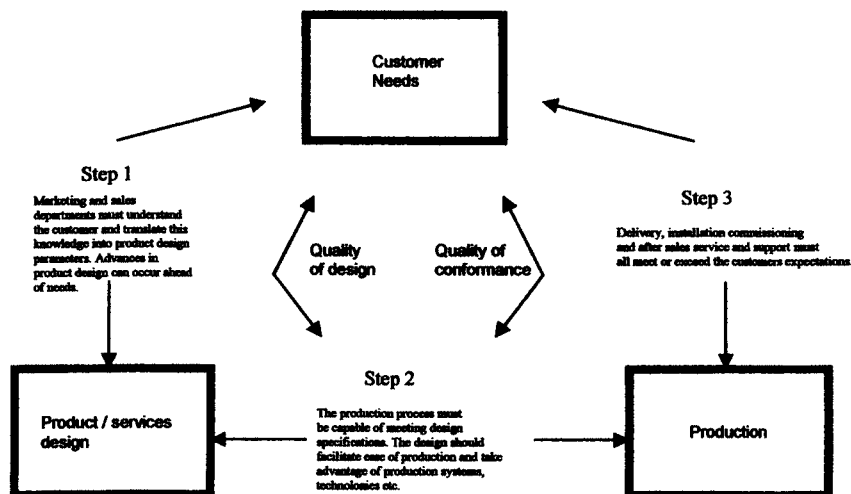 Customer
Needs
Step 1
Marketing and sales
departments must understand
the customer and translate this
knowledge into product design
parameters. Advances in
product design can occur ahead
of needs.
Quality
of design
Quality of
conformance
Step 3
Delivery, installation commissioning
and after sales service and support must
all meet or exceed the customers expectations
Product / services
design
Step 2
The production process must
be capable of meeting design
specifications. The design should
facilitate ease of production and take
advantage of production systems,
technolonies etc.
Production